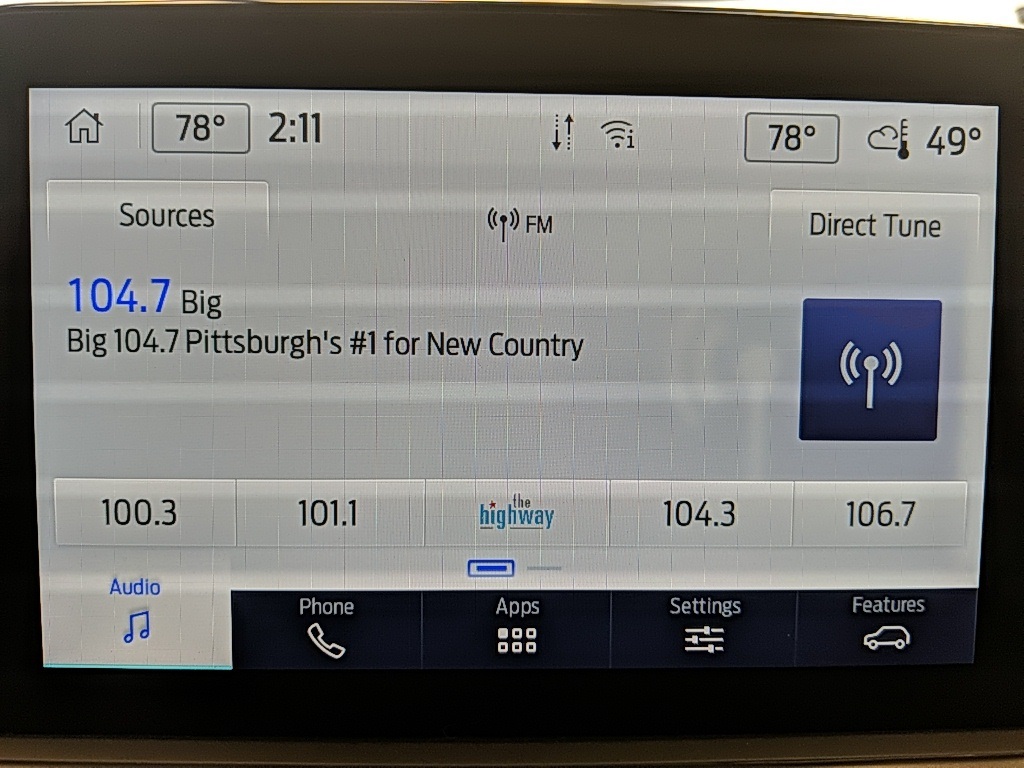 78° 2:11 78° 49°
Sources FM Direct Tune
104.7 Big
Big 104.7 Pittsburgh's #1 for New Country
100.3 101.1 the highway 104.3 106.7
Audio Phone Apps Settings Features